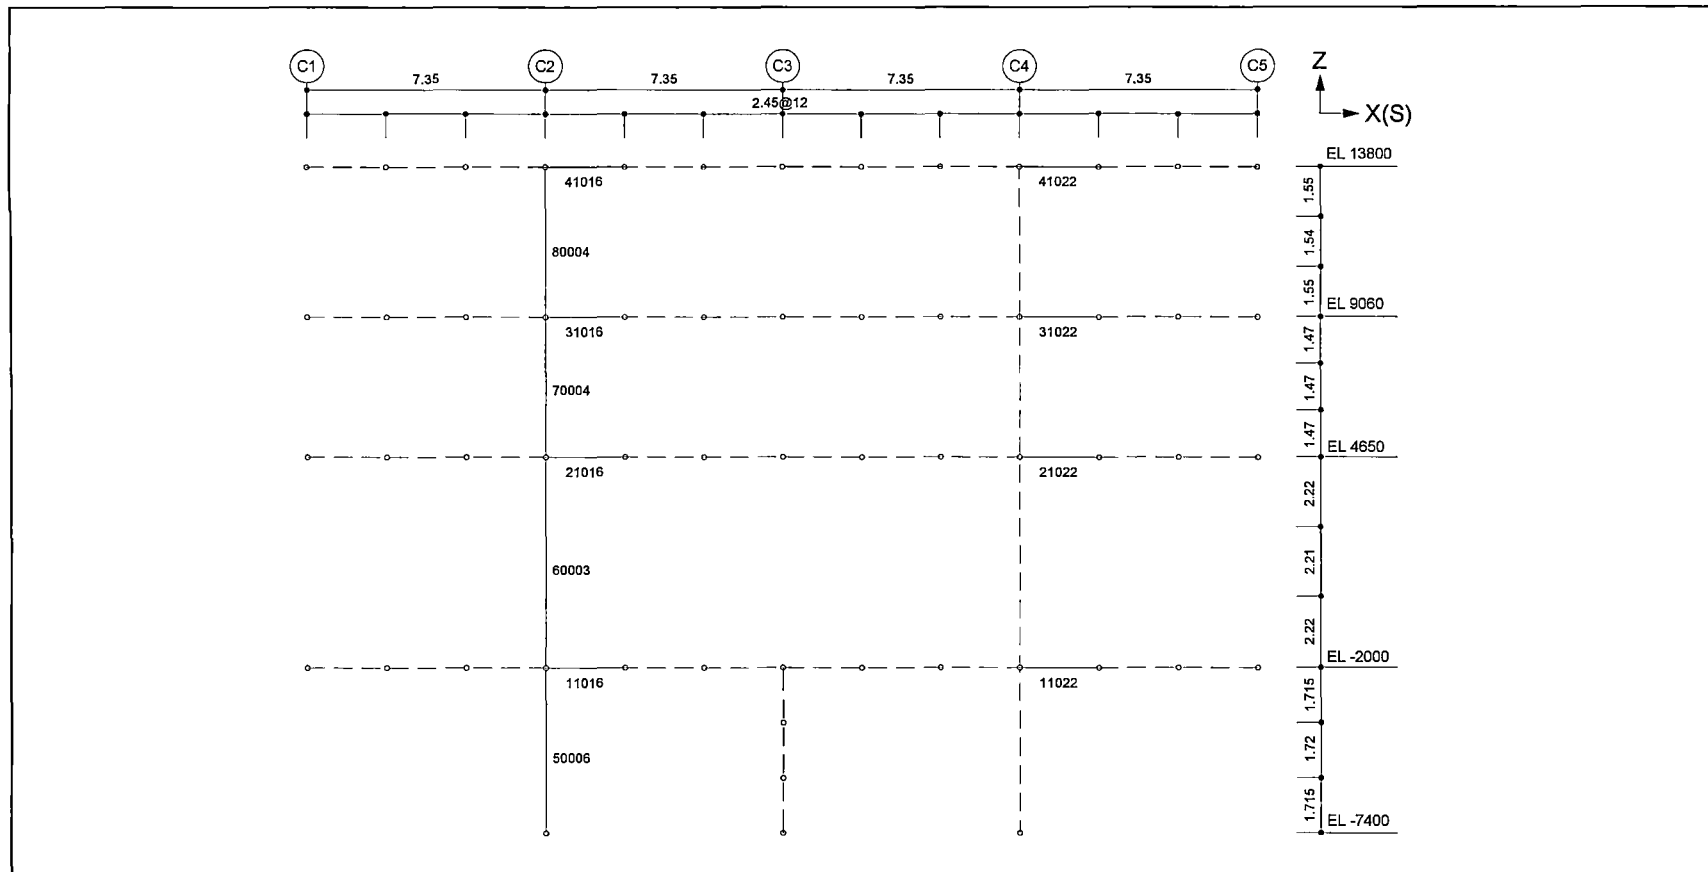 C1 C2 C3 C4 C5 Z
7.35 7.35 7.35 7.35
2.45@12
X(S)
EL 13800
41016 41022
1.55
80004
1.54
1.55
EL 9060
31016 31022
1.47
70004
1.47
1.47
EL 4650
21016 21022
2.22
60003
2.21
2.22
EL -2000
11016 11022
1.715
50006
1.72
1.715
EL -7400